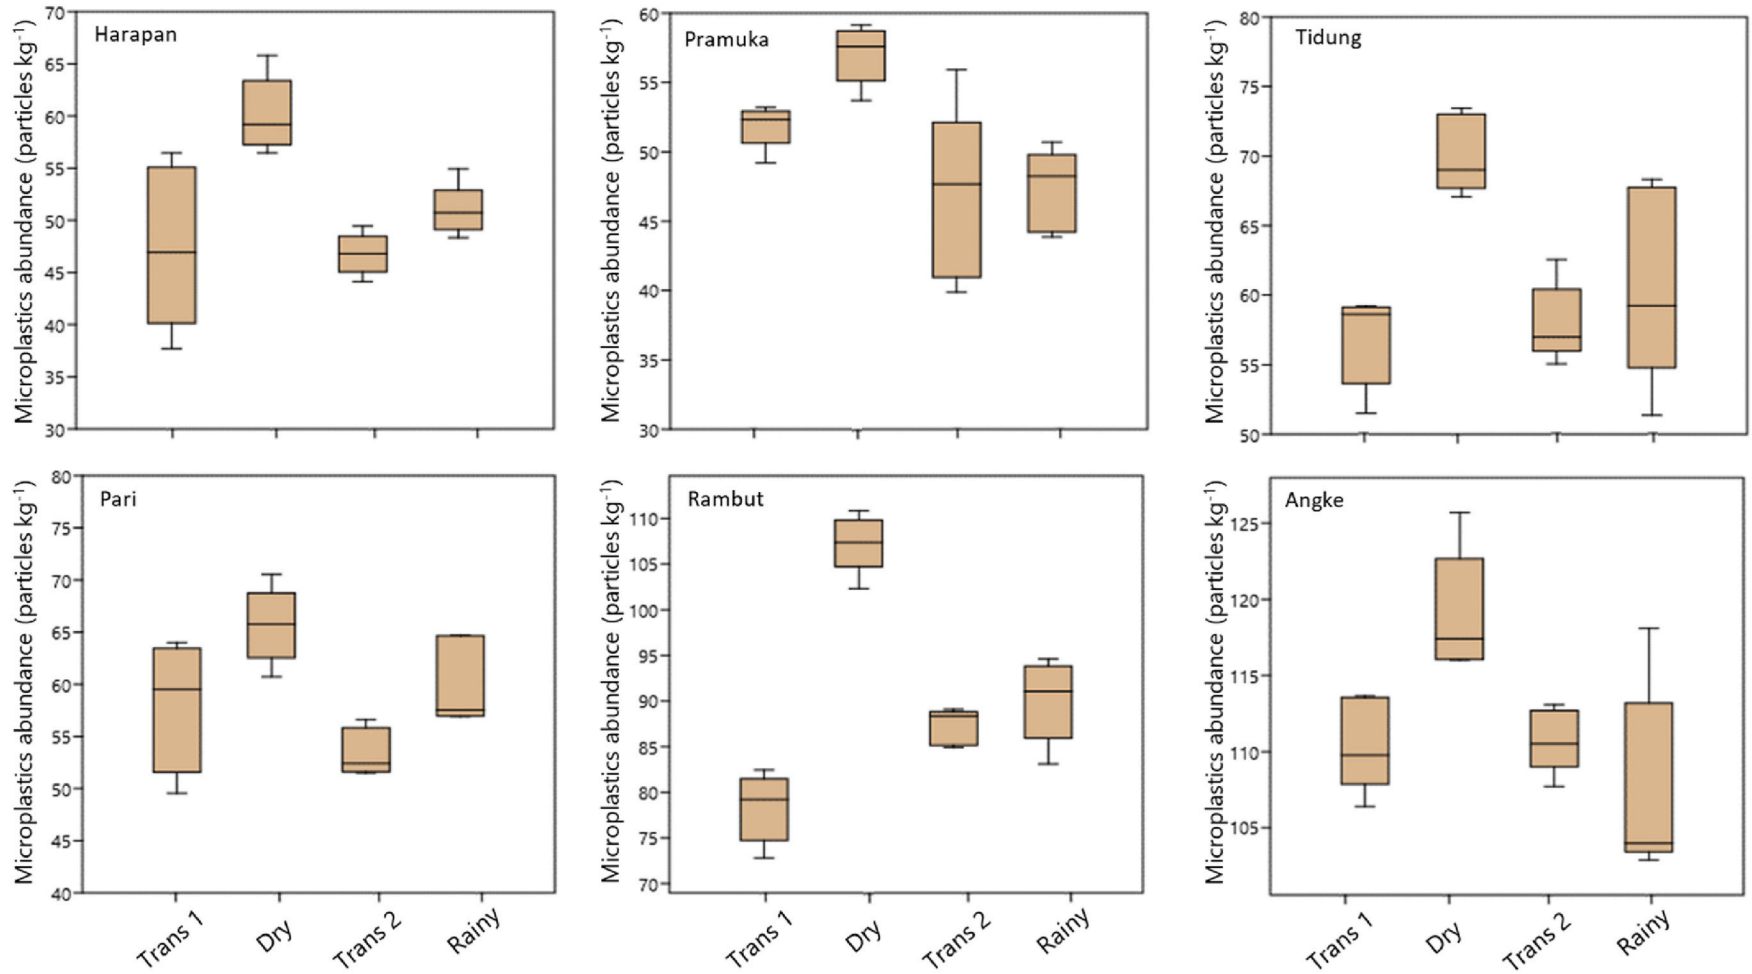 Microplastics abundance (particles kg⁻¹)
Harapan
70
65
60
55
50
45
40
35
30
Microplastics abundance (particles kg⁻¹)
Pramuka
60
55
50
45
40
35
30
Microplastics abundance (particles kg⁻¹)
Tidung
80
75
70
65
60
55
50
Microplastics abundance (particles kg⁻¹)
Pari
80
75
70
65
60
55
50
45
40
Trans 1
Dry
Trans 2
Rainy
Microplastics abundance (particles kg⁻¹)
Rambut
110
105
100
95
90
85
80
75
70
Trans 1
Dry
Trans 2
Rainy
Microplastics abundance (particles kg⁻¹)
Angke
125
120
115
110
105
Trans 1
Dry
Trans 2
Rainy